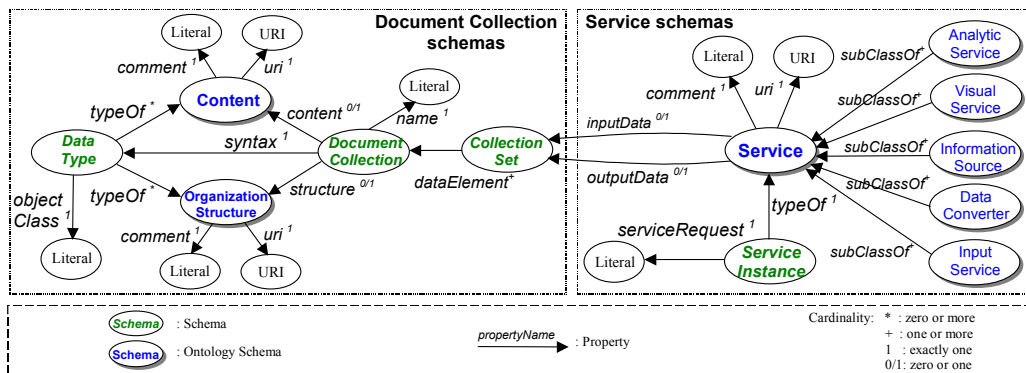 Document Collection
schemas
Service schemas
Literal
URI
comment 1
uri 1
Content
typeOf *
content 0/1
Literal
name 1
Data
Type
syntax 1
Document
Collection
Collection
Set
dataElement+
typeOf *
structure 0/1
Organization
Structure
object
Class 1
comment 1
uri 1
Literal
Literal
URI
Literal
URI
comment 1
uri 1
inputData 0/1
outputData 0/1
Service
subClassOf+
Analytic
Service
subClassOf+
Visual
Service
subClassOf+
Information
Source
subClassOf+
Data
Converter
subClassOf+
Input
Service
typeOf 1
serviceRequest 1
Literal
Service
Instance
Schema : Schema
Schema : Ontology Schema
propertyName : Property
Cardinality: * : zero or more
+ : one or more
1 : exactly one
0/1: zero or one